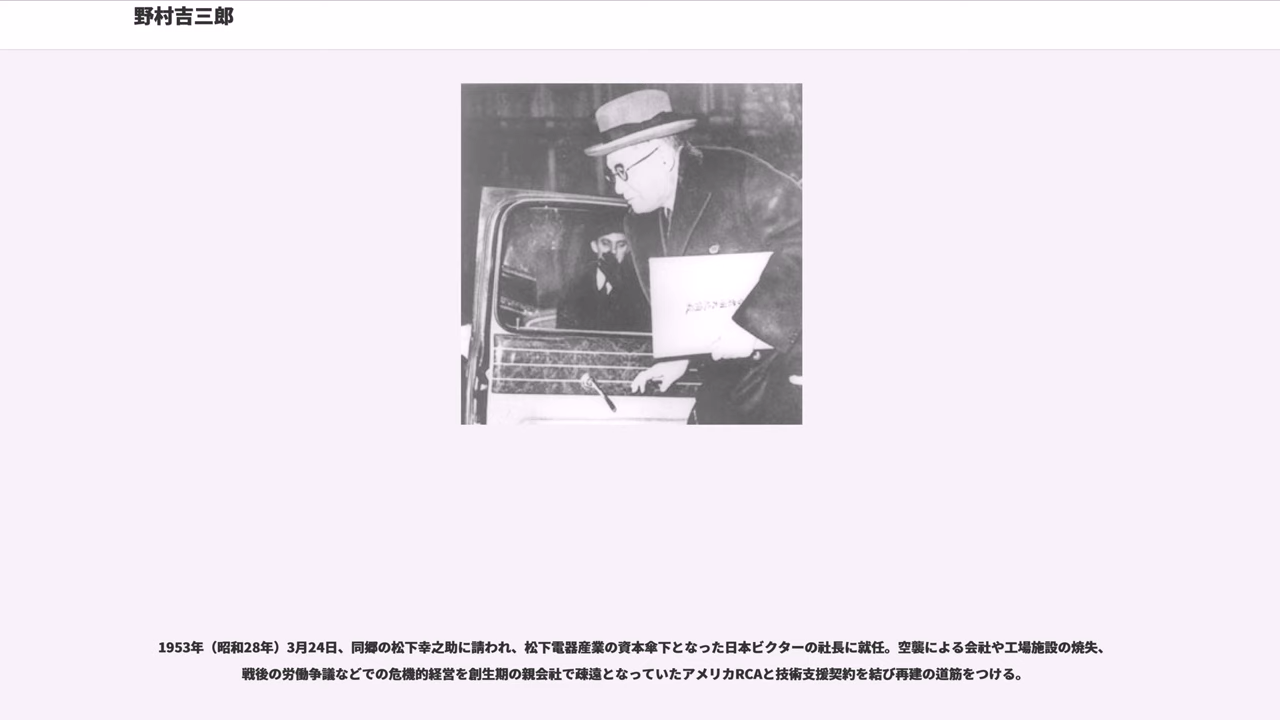 野村吉三郎
1953年（昭和28年）3月24日、同郷の松下幸之助に請われ、松下電器産業の資本傘下となった日本ビクターの社長に就任。空襲による会社や工場施設の焼失、
戦後の労働争議などでの危機的経営を創生期の親会社で疎遠となっていたアメリカRCAと技術支援契約を結び再建の道筋をつける。